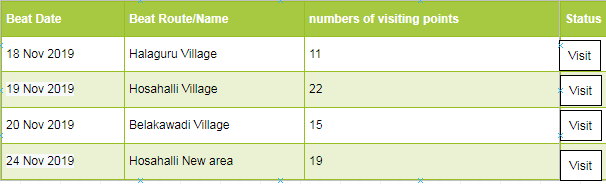 Beat Date Beat Route/Name numbers of visiting points Status
18 Nov 2019 Halaguru Village 11 Visit
19 Nov 2019 Hosahalli Village 22 Visit
20 Nov 2019 Belakawadi Village 15 Visit
24 Nov 2019 Hosahalli New area 19 Visit